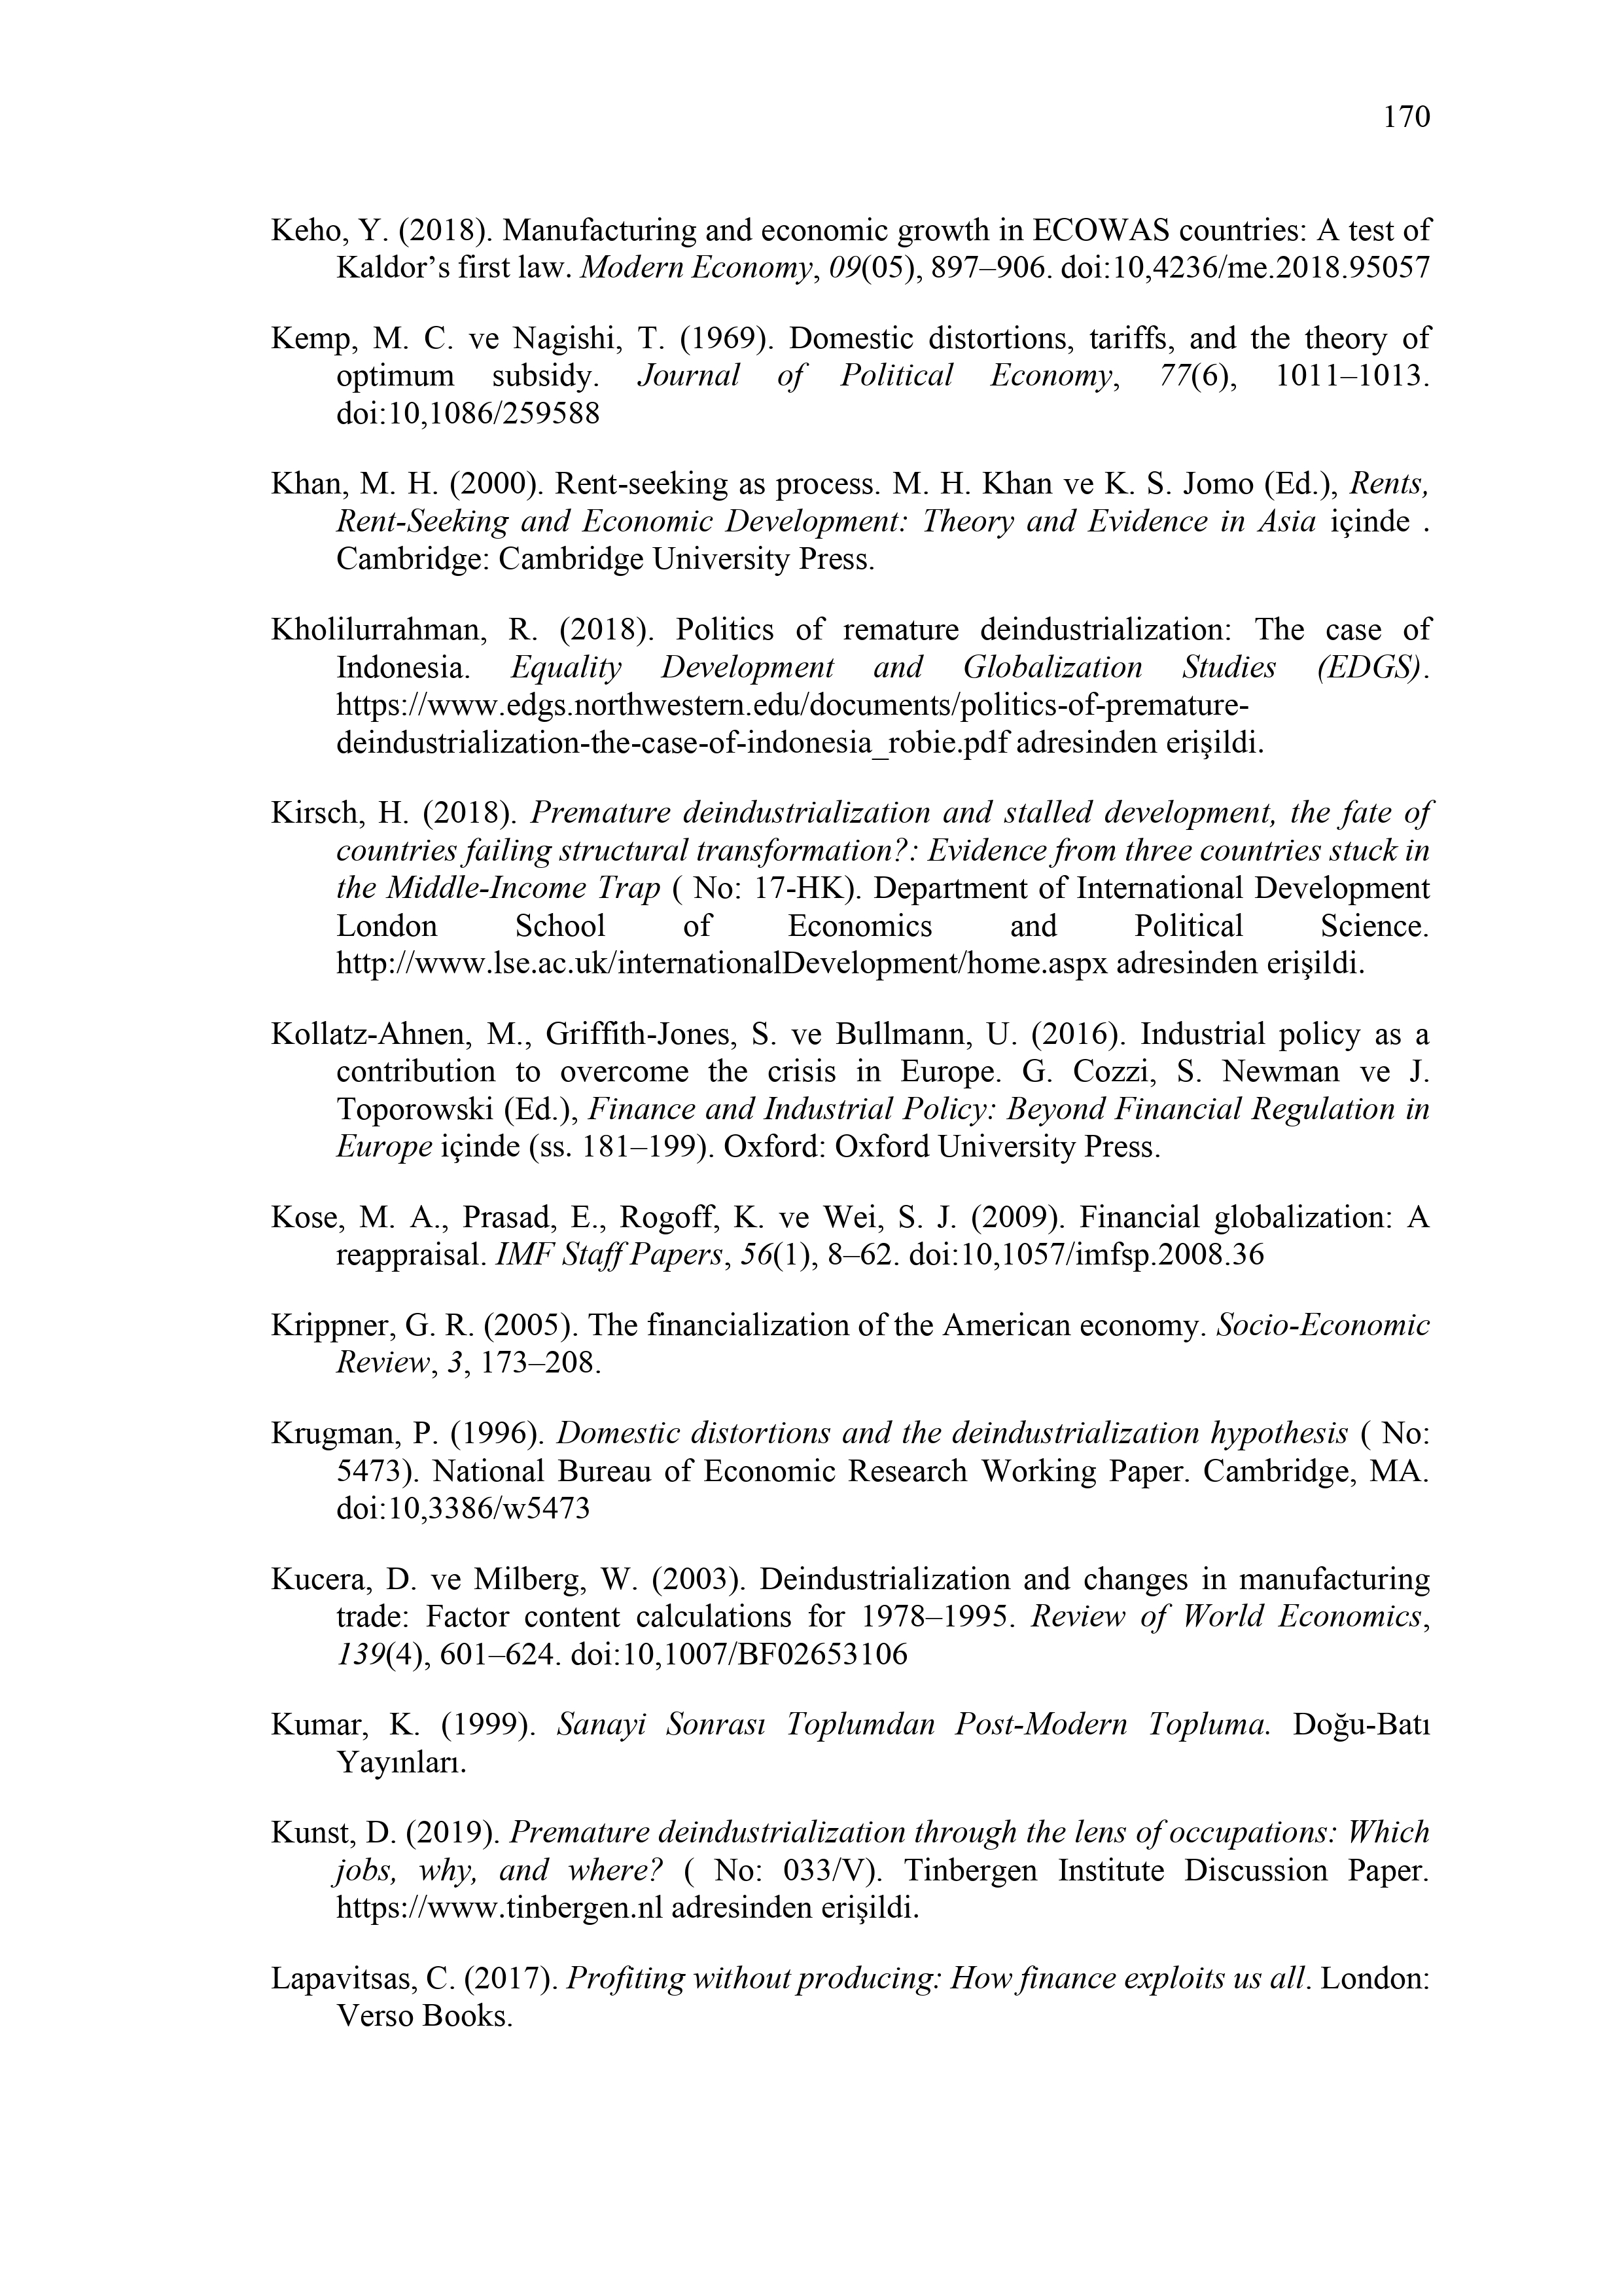 170
Keho, Y. (2018). Manufacturing and economic growth in ECOWAS countries: A test of
Kaldor’s first law. Modern Economy, 09(05), 897–906. doi:10,4236/me.2018.95057
Kemp, M. C. ve Nagishi, T. (1969). Domestic distortions, tariffs, and the theory of
optimum subsidy. Journal of Political Economy, 77(6), 1011–1013.
doi:10,1086/259588
Khan, M. H. (2000). Rent-seeking as process. M. H. Khan ve K. S. Jomo (Ed.), Rents,
Rent-Seeking and Economic Development: Theory and Evidence in Asia içinde .
Cambridge: Cambridge University Press.
Kholilurrahman, R. (2018). Politics of remature deindustrialization: The case of
Indonesia. Equality Development and Globalization Studies (EDGS).
https://www.edgs.northwestern.edu/documents/politics-of-premature-
deindustrialization-the-case-of-indonesia_robie.pdf adresinden erişildi.
Kirsch, H. (2018). Premature deindustrialization and stalled development, the fate of
countries failing structural transformation?: Evidence from three countries stuck in
the Middle-Income Trap ( No: 17-HK). Department of International Development
London School of Economics and Political Science.
http://www.lse.ac.uk/internationalDevelopment/home.aspx adresinden erişildi.
Kollatz-Ahnen, M., Griffith-Jones, S. ve Bullmann, U. (2016). Industrial policy as a
contribution to overcome the crisis in Europe. G. Cozzi, S. Newman ve J.
Toporowski (Ed.), Finance and Industrial Policy: Beyond Financial Regulation in
Europe içinde (ss. 181–199). Oxford: Oxford University Press.
Kose, M. A., Prasad, E., Rogoff, K. ve Wei, S. J. (2009). Financial globalization: A
reappraisal. IMF Staff Papers, 56(1), 8–62. doi:10,1057/imfsp.2008.36
Krippner, G. R. (2005). The financialization of the American economy. Socio-Economic
Review, 3, 173–208.
Krugman, P. (1996). Domestic distortions and the deindustrialization hypothesis ( No:
5473). National Bureau of Economic Research Working Paper. Cambridge, MA.
doi:10,3386/w5473
Kucera, D. ve Milberg, W. (2003). Deindustrialization and changes in manufacturing
trade: Factor content calculations for 1978–1995. Review of World Economics,
139(4), 601–624. doi:10,1007/BF02653106
Kumar, K. (1999). Sanayi Sonrası Toplumdan Post-Modern Topluma. Doğu-Batı
Yayınları.
Kunst, D. (2019). Premature deindustrialization through the lens of occupations: Which
jobs, why, and where? ( No: 033/V). Tinbergen Institute Discussion Paper.
https://www.tinbergen.nl adresinden erişildi.
Lapavitsas, C. (2017). Profiting without producing: How finance exploits us all. London:
Verso Books.